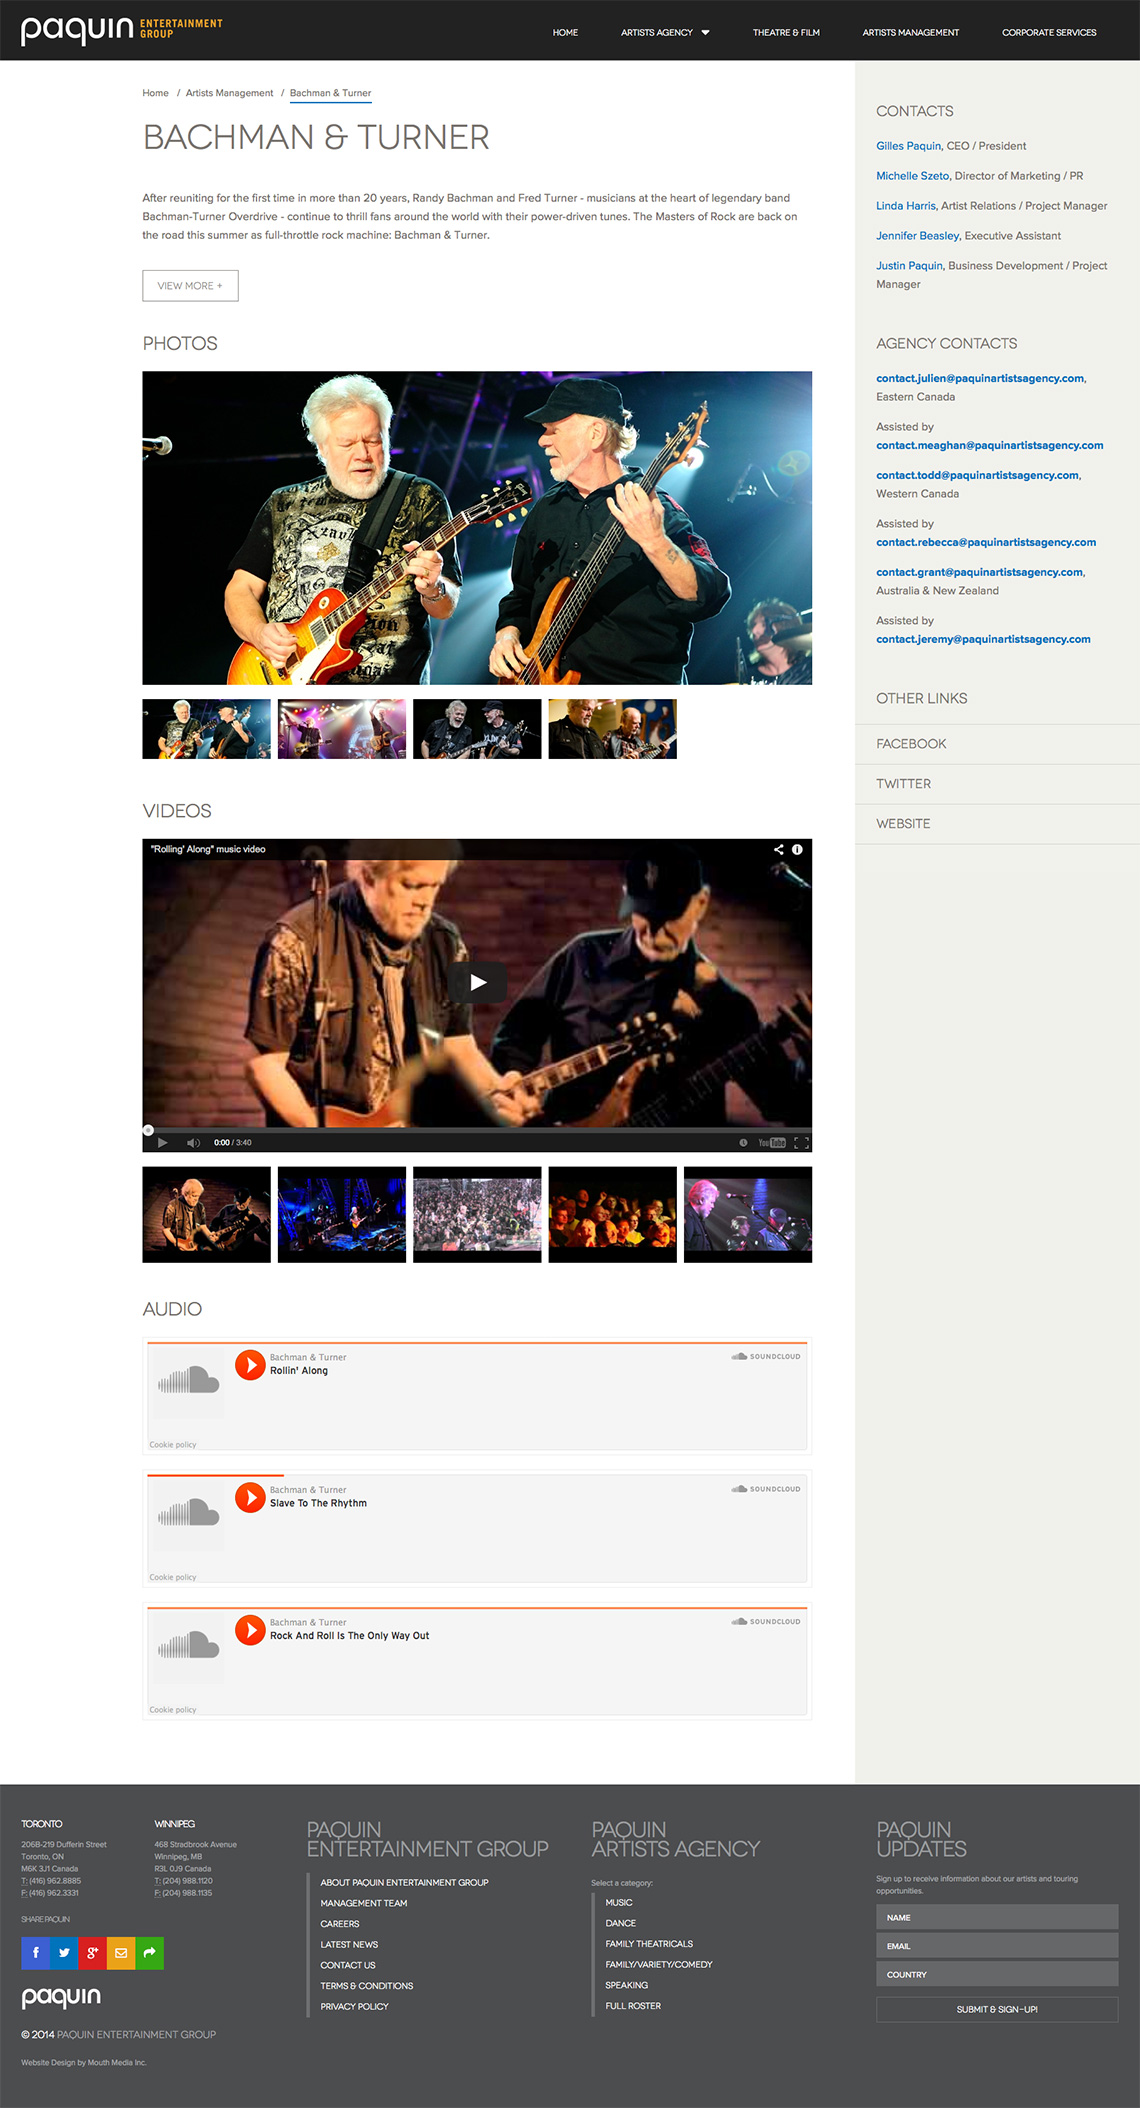 paquin ENTERTAINMENT
GROUP
HOME ARTISTS AGENCY THEATRE & FILM ARTISTS MANAGEMENT CORPORATE SERVICES
Home / Artists Management / Bachman & Turner
BACHMAN & TURNER
After reuniting for the first time in more than 20 years, Randy Bachman and Fred Turner - musicians at the heart of legendary band
Bachman-Turner Overdrive - continue to thrill fans around the world with their power-driven tunes. The Masters of Rock are back on
the road this summer as full-throttle rock machine: Bachman & Turner.
VIEW MORE +
PHOTOS
VIDEOS
"Rolling' Along" music video
0:00 / 3:40
YouTube
AUDIO
Bachman & Turner
Rollin' Along
SOUNDCLOUD
Cookie policy
Bachman & Turner
Slave To The Rhythm
SOUNDCLOUD
Cookie policy
Bachman & Turner
Rock And Roll Is The Only Way Out
SOUNDCLOUD
Cookie policy
CONTACTS
Gilles Paquin, CEO / President
Michelle Szeto, Director of Marketing / PR
Linda Harris, Artist Relations / Project Manager
Jennifer Beasley, Executive Assistant
Justin Paquin, Business Development / Project
Manager
AGENCY CONTACTS
contact.julien@paquinartistsagency.com,
Eastern Canada
Assisted by
contact.meaghan@paquinartistsagency.com
contact.todd@paquinartistsagency.com,
Western Canada
Assisted by
contact.rebecca@paquinartistsagency.com
contact.grant@paquinartistsagency.com,
Australia & New Zealand
Assisted by
contact.jeremy@paquinartistsagency.com
OTHER LINKS
FACEBOOK
TWITTER
WEBSITE
TORONTO
206B-219 Dufferin Street
Toronto, ON
M6K 3J1 Canada
T: (416) 962.8885
F: (416) 962.3331
WINNIPEG
468 Stradbrook Avenue
Winnipeg, MB
R3L 0J9 Canada
T: (204) 988.1120
F: (204) 988.1135
SHARE PAQUIN
paquin
© 2014 PAQUIN ENTERTAINMENT GROUP
Website Design by Mouth Media Inc.
PAQUIN
ENTERTAINMENT GROUP
ABOUT PAQUIN ENTERTAINMENT GROUP
MANAGEMENT TEAM
CAREERS
LATEST NEWS
CONTACT US
TERMS & CONDITIONS
PRIVACY POLICY
PAQUIN
ARTISTS AGENCY
Select a category:
MUSIC
DANCE
FAMILY THEATRICALS
FAMILY/VARIETY/COMEDY
SPEAKING
FULL ROSTER
PAQUIN
UPDATES
Sign up to receive information about our artists and touring
opportunities.
NAME
EMAIL
COUNTRY
SUBMIT & SIGN-UP!